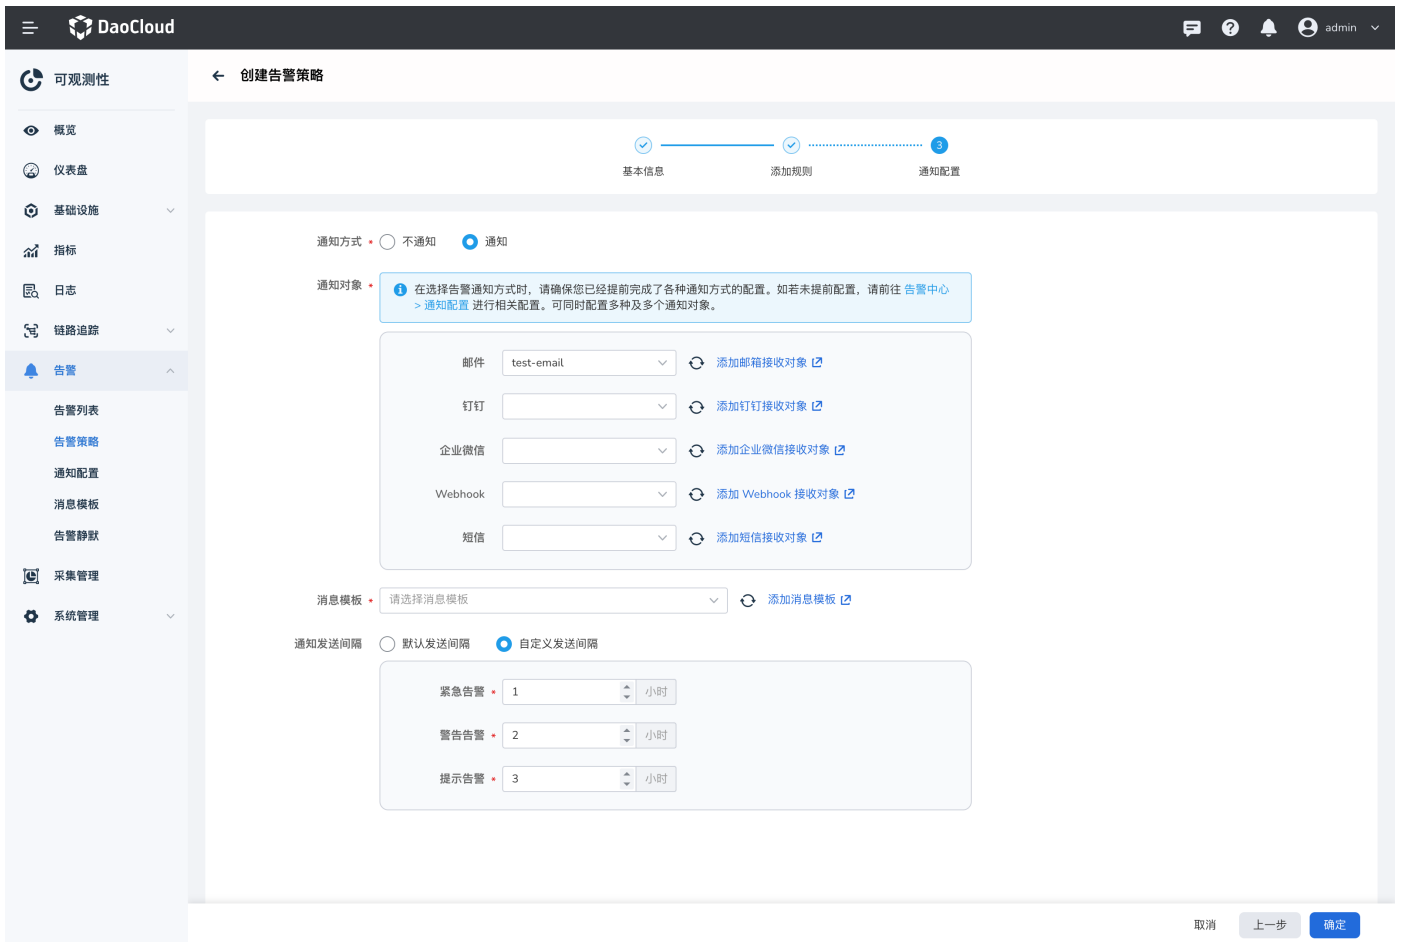 DaoCloud
admin
可观测性
概览
仪表盘
基础设施
指标
日志
链路追踪
告警
告警列表
告警策略
通知配置
消息模板
告警静默
采集管理
系统管理
创建告警策略
3
基本信息
添加规则
通知配置
通知方式 * 不通知 通知
通知对象 *
在选择告警通知方式时，请确保您已经提前完成了各种通知方式的配置。如若未提前配置，请前往 告警中心
> 通知配置 进行相关配置。可同时配置多种及多个通知对象。
邮件 test-email 添加邮箱接收对象
钉钉 添加钉钉接收对象
企业微信 添加企业微信接收对象
Webhook 添加 Webhook 接收对象
短信 添加短信接收对象
消息模板 * 请选择消息模板 添加消息模板
通知发送间隔 默认发送间隔 自定义发送间隔
紧急告警 * 1 小时
警告告警 * 2 小时
提示告警 * 3 小时
取消 上一步 确定